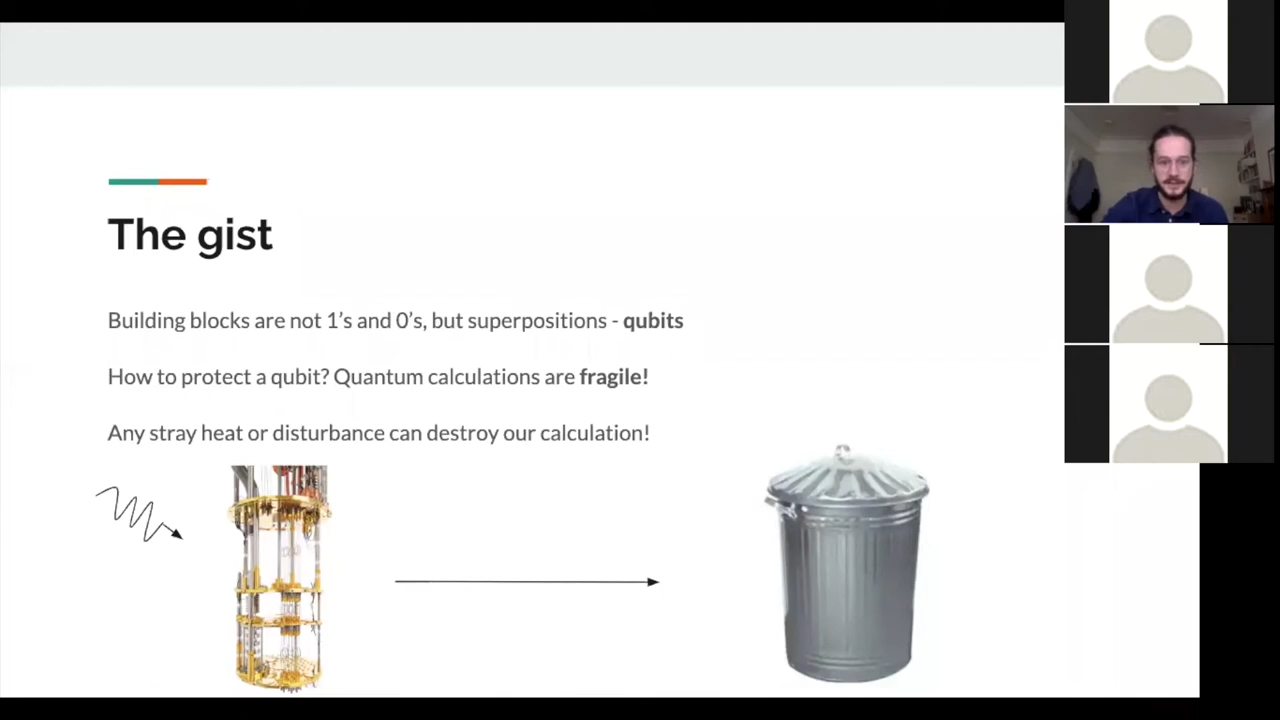 The gist
Building blocks are not 1’s and 0’s, but superpositions - qubits
How to protect a qubit? Quantum calculations are fragile!
Any stray heat or disturbance can destroy our calculation!